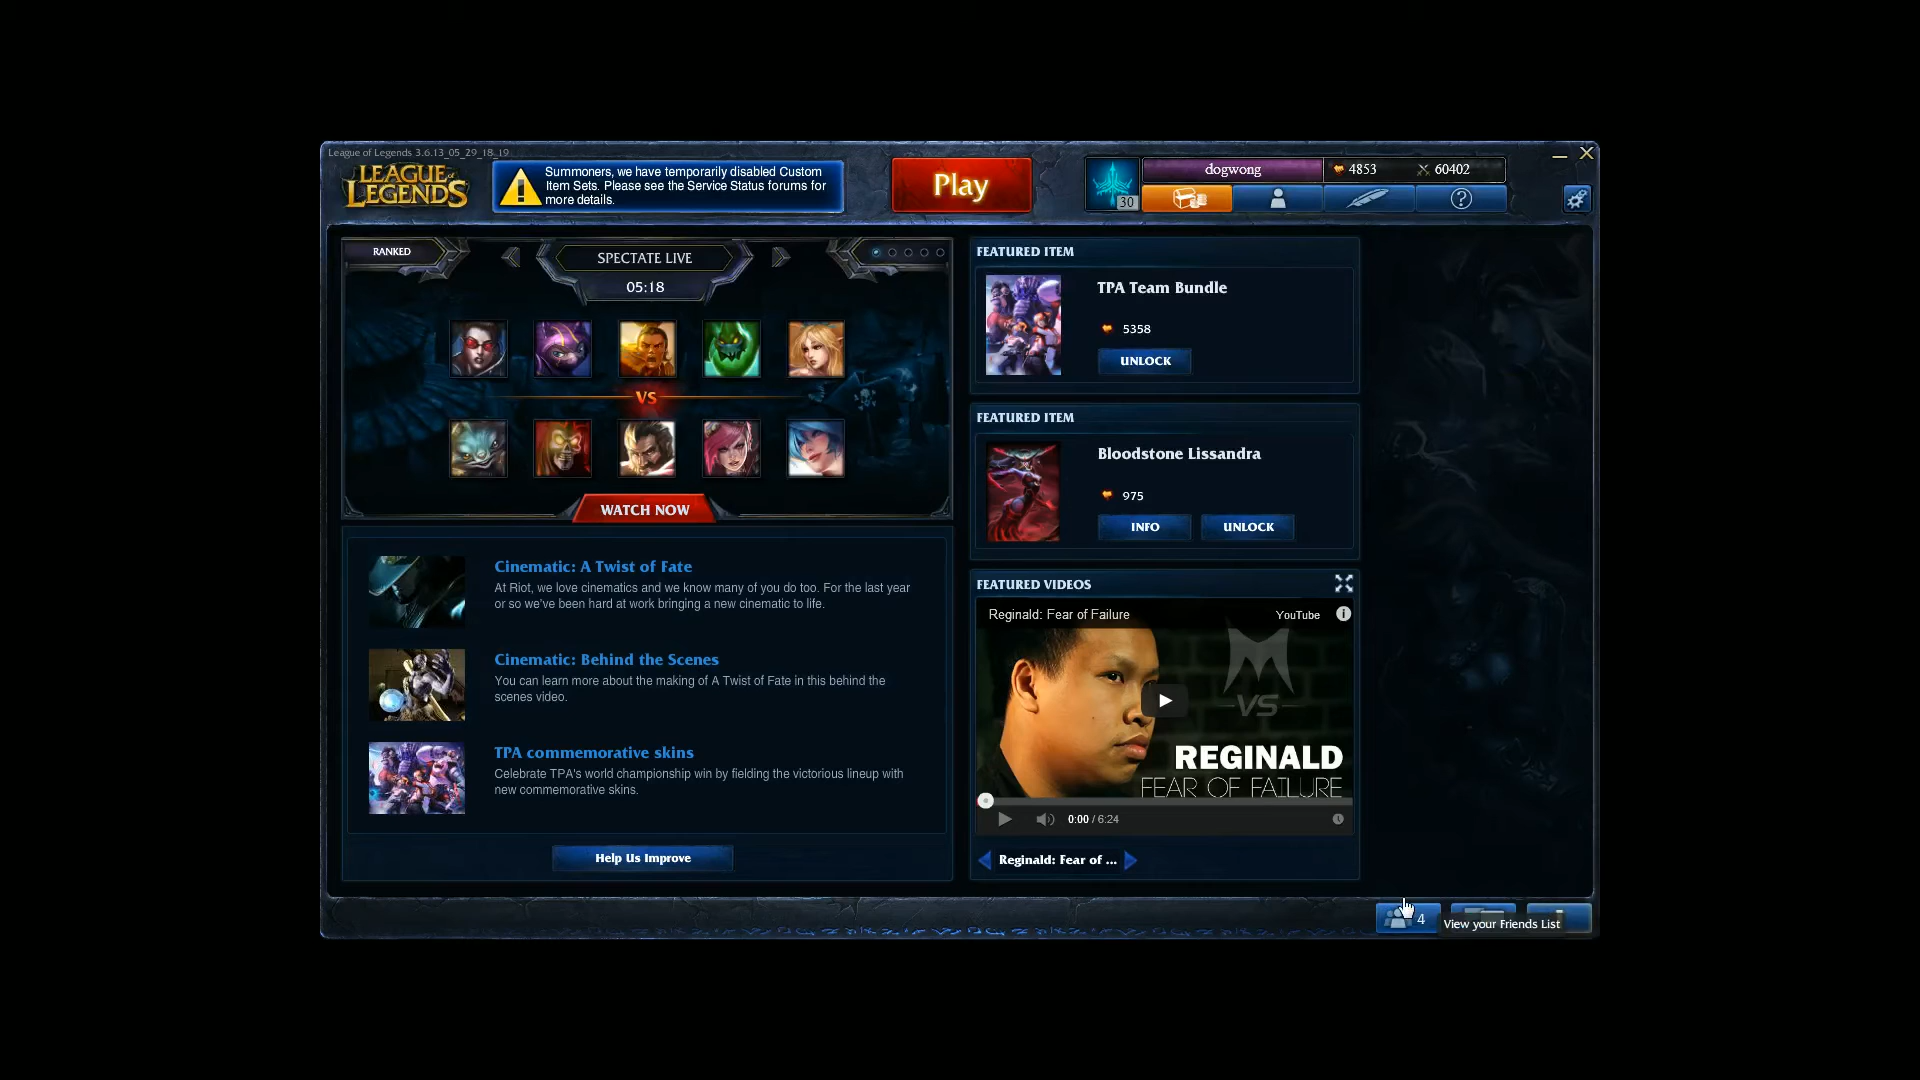 League of Legends 3.6.13_05_29_18_19
LEAGUE of LEGENDS
Summoners, we have temporarily disabled Custom
Item Sets. Please see the Service Status forums for
more details.
Play
30
dogwong
4853
60402
?
RANKED
SPECTATE LIVE
05:18
VS
WATCH NOW
Cinematic: A Twist of Fate
At Riot, we love cinematics and we know many of you do too. For the last year
or so we've been hard at work bringing a new cinematic to life.
Cinematic: Behind the Scenes
You can learn more about the making of A Twist of Fate in this behind the
scenes video.
TPA commemorative skins
Celebrate TPA's world championship win by fielding the victorious lineup with
new commemorative skins.
Help Us Improve
FEATURED ITEM
TPA Team Bundle
5358
UNLOCK
FEATURED ITEM
Bloodstone Lissandra
975
INFO
UNLOCK
FEATURED VIDEOS
Reginald: Fear of Failure
YouTube
VS
REGINALD
FEAR OF FAILURE
0:00 / 6:24
Reginald: Fear of ...
4
View your Friends List